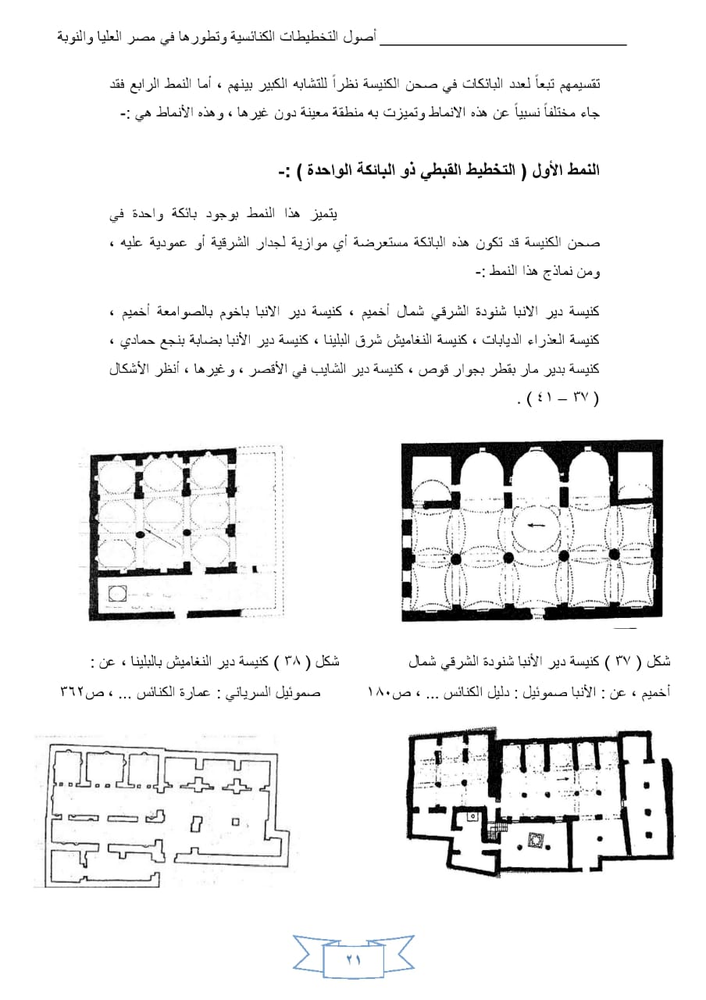 أصول التخطيطات الكنائسية وتطورها في مصر العليا والنوبة
تقسيمهم تبعاً لعدد البائكات في صحن الكنيسة نظراً للتشابه الكبير بينهم ، أما النمط الرابع فقد
جاء مختلفاً نسبياً عن هذه الانماط وتميزت به منطقة معينة دون غيرها ، وهذه الأنماط هي :-
النمط الأول ( التخطيط القبطي ذو البائكة الواحدة ) :-
يتميز هذا النمط بوجود بائكة واحدة في
صحن الكنيسة قد تكون هذه البائكة مستعرضة أي موازية لجدار الشرقية أو عمودية عليه ،
ومن نماذج هذا النمط :-
كنيسة دير الانبا شنودة الشرقي شمال أخميم ، كنيسة دير الانبا باخوم بالصوامعة أخميم ،
كنيسة العذراء الديابات ، كنيسة النغاميش شرق البلينا ، كنيسة دير الأنبا بضابة بنجع حمادي ،
كنيسة بدير مار بقطر بجوار قوص ، كنيسة دير الشايب في الأقصر ، وغيرها ، أنظر الأشكال
( ٣٧ – ٤١ ) .
شكل ( ٣٧ ) كنيسة دير الأنبا شنودة الشرقي شمال
أخميم ، عن : الأنبا صموئيل : دليل الكنائس ... ، ص١٨٠
شكل ( ٣٨ ) كنيسة دير النغاميش بالبلينا ، عن :
صموئيل السرياني : عمارة الكنائس ... ، ص٣٦٢
٢١